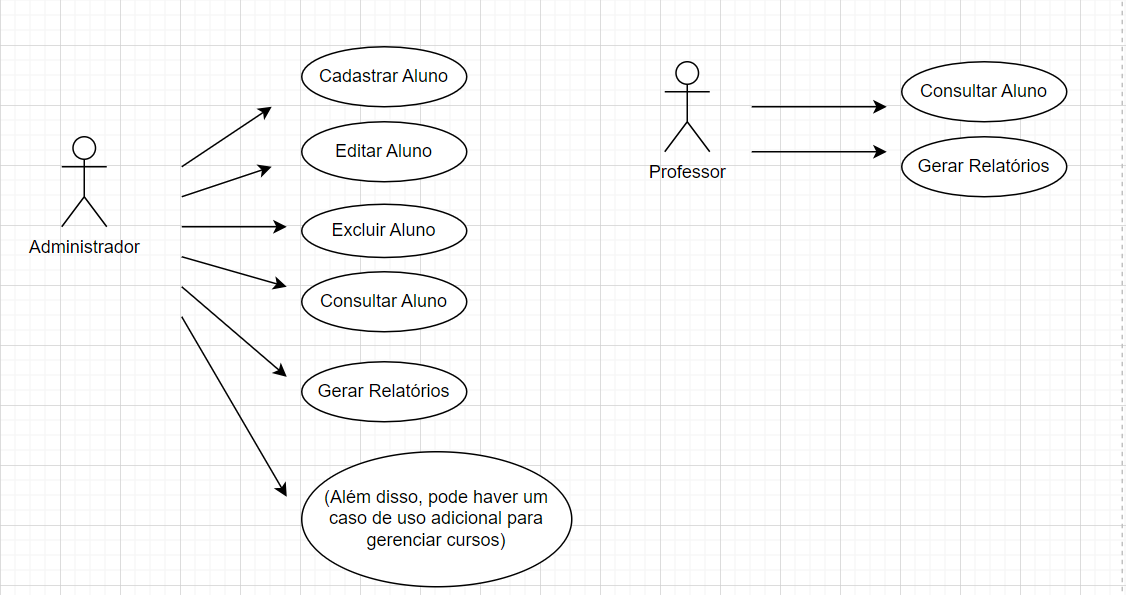 Administrador
Cadastrar Aluno
Editar Aluno
Excluir Aluno
Consultar Aluno
Gerar Relatórios
(Além disso, pode haver um
caso de uso adicional para
gerenciar cursos)
Professor
Consultar Aluno
Gerar Relatórios